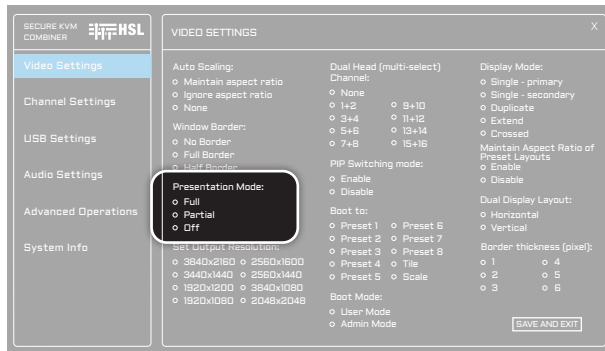 SECURE KVM
COMBINER
HSL
VIDEO SETTINGS
X
Video Settings
Channel Settings
USB Settings
Audio Settings
Advanced Operations
System Info
Auto Scaling:
Maintain aspect ratio
Ignore aspect ratio
None
Window Border:
No Border
Full Border
Half Border
Presentation Mode:
Full
Partial
Off
Set Output Resolution:
3840x2160 2560x1600
3440x1440 2560x1440
1920x1200 3840x1080
1920x1080 2048x2048
Dual Head (multi-select)
Channel:
None
1+2 9+10
3+4 11+12
5+6 13+14
7+8 15+16
PIP Switching mode:
Enable
Disable
Boot to:
Preset 1 Preset 6
Preset 2 Preset 7
Preset 3 Preset 8
Preset 4 Tile
Preset 5 Scale
Boot Mode:
User Mode
Admin Mode
Display Mode:
Single - primary
Single - secondary
Duplicate
Extend
Crossed
Maintain Aspect Ratio of
Preset Layouts
Enable
Disable
Dual Display Layout:
Horizontal
Vertical
Border thickness (pixel):
1 4
2 5
3 6
SAVE AND EXIT